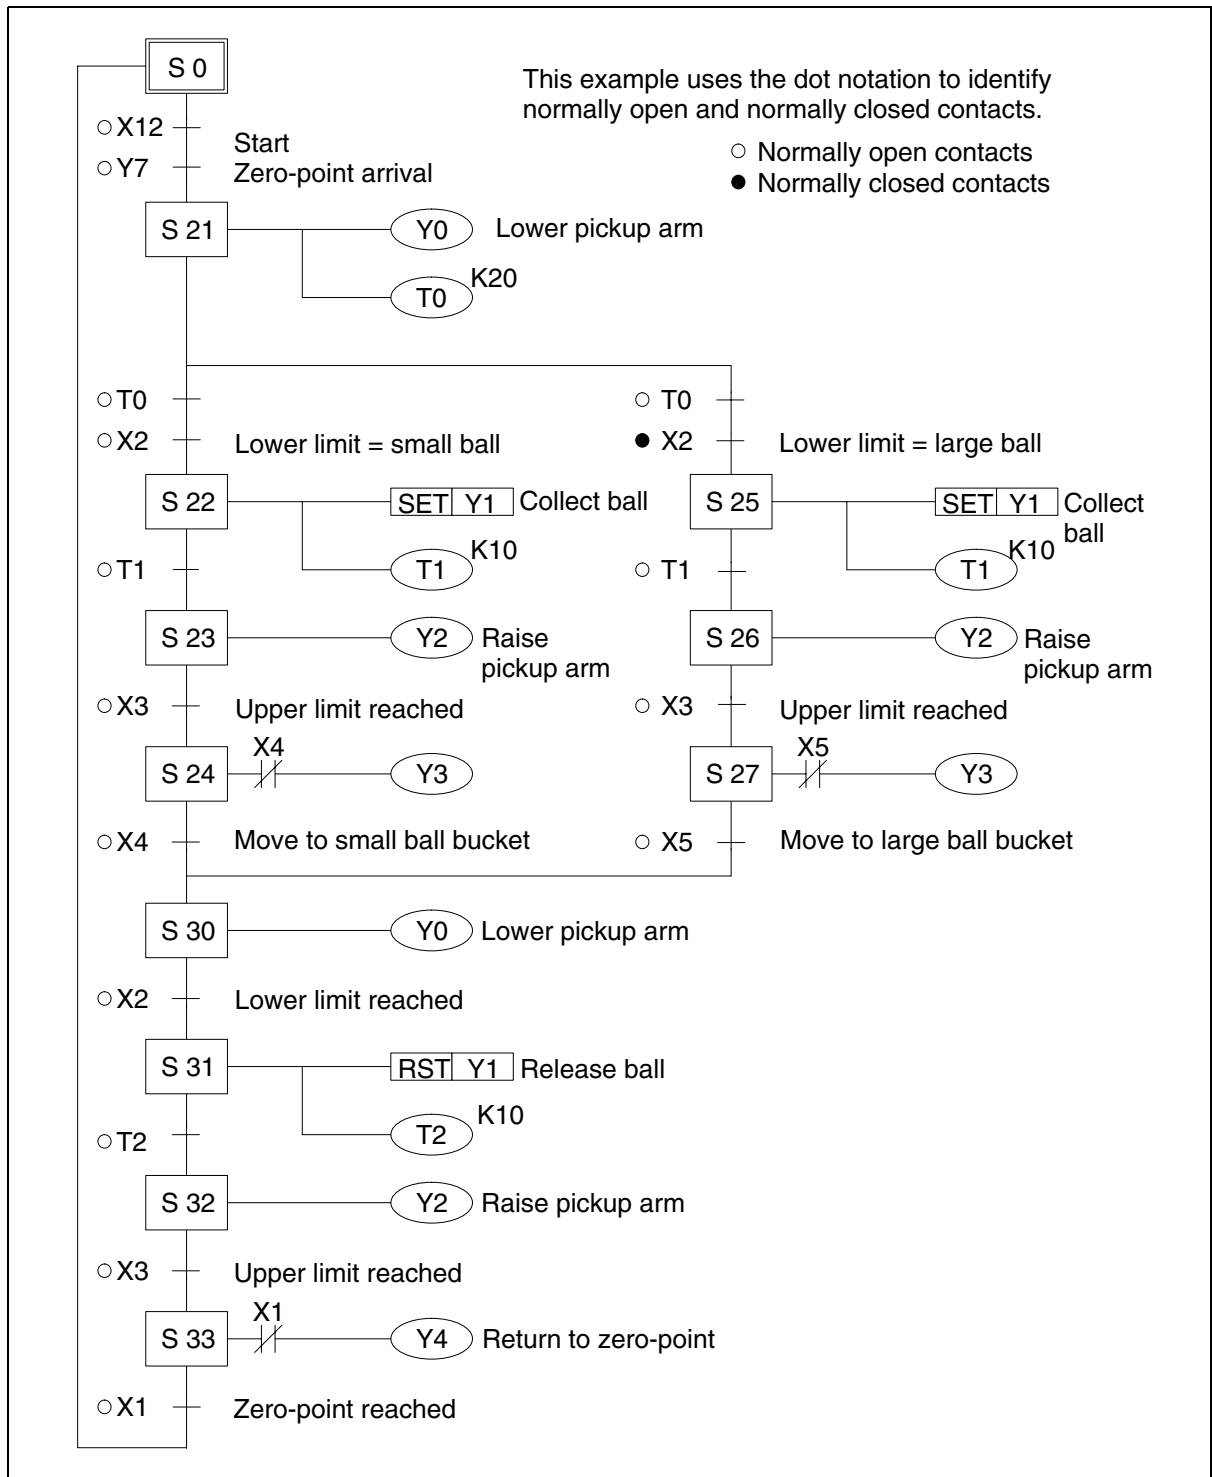 S 0
This example uses the dot notation to identify
normally open and normally closed contacts.
○ Normally open contacts
● Normally closed contacts
○ X12
Start
○ Y7
Zero-point arrival
S 21
Y0
Lower pickup arm
T0
K20
○ T0
○ T0
○ X2
Lower limit = small ball
● X2
Lower limit = large ball
S 22
SET Y1
Collect ball
S 25
SET Y1
Collect
ball
T1
K10
T1
K10
○ T1
○ T1
S 23
Y2
Raise
pickup arm
S 26
Y2
Raise
pickup arm
○ X3
Upper limit reached
○ X3
Upper limit reached
S 24
X4
Y3
S 27
X5
Y3
○ X4
Move to small ball bucket
○ X5
Move to large ball bucket
S 30
Y0
Lower pickup arm
○ X2
Lower limit reached
S 31
RST Y1
Release ball
T2
K10
○ T2
S 32
Y2
Raise pickup arm
○ X3
Upper limit reached
S 33
X1
Y4
Return to zero-point
○ X1
Zero-point reached